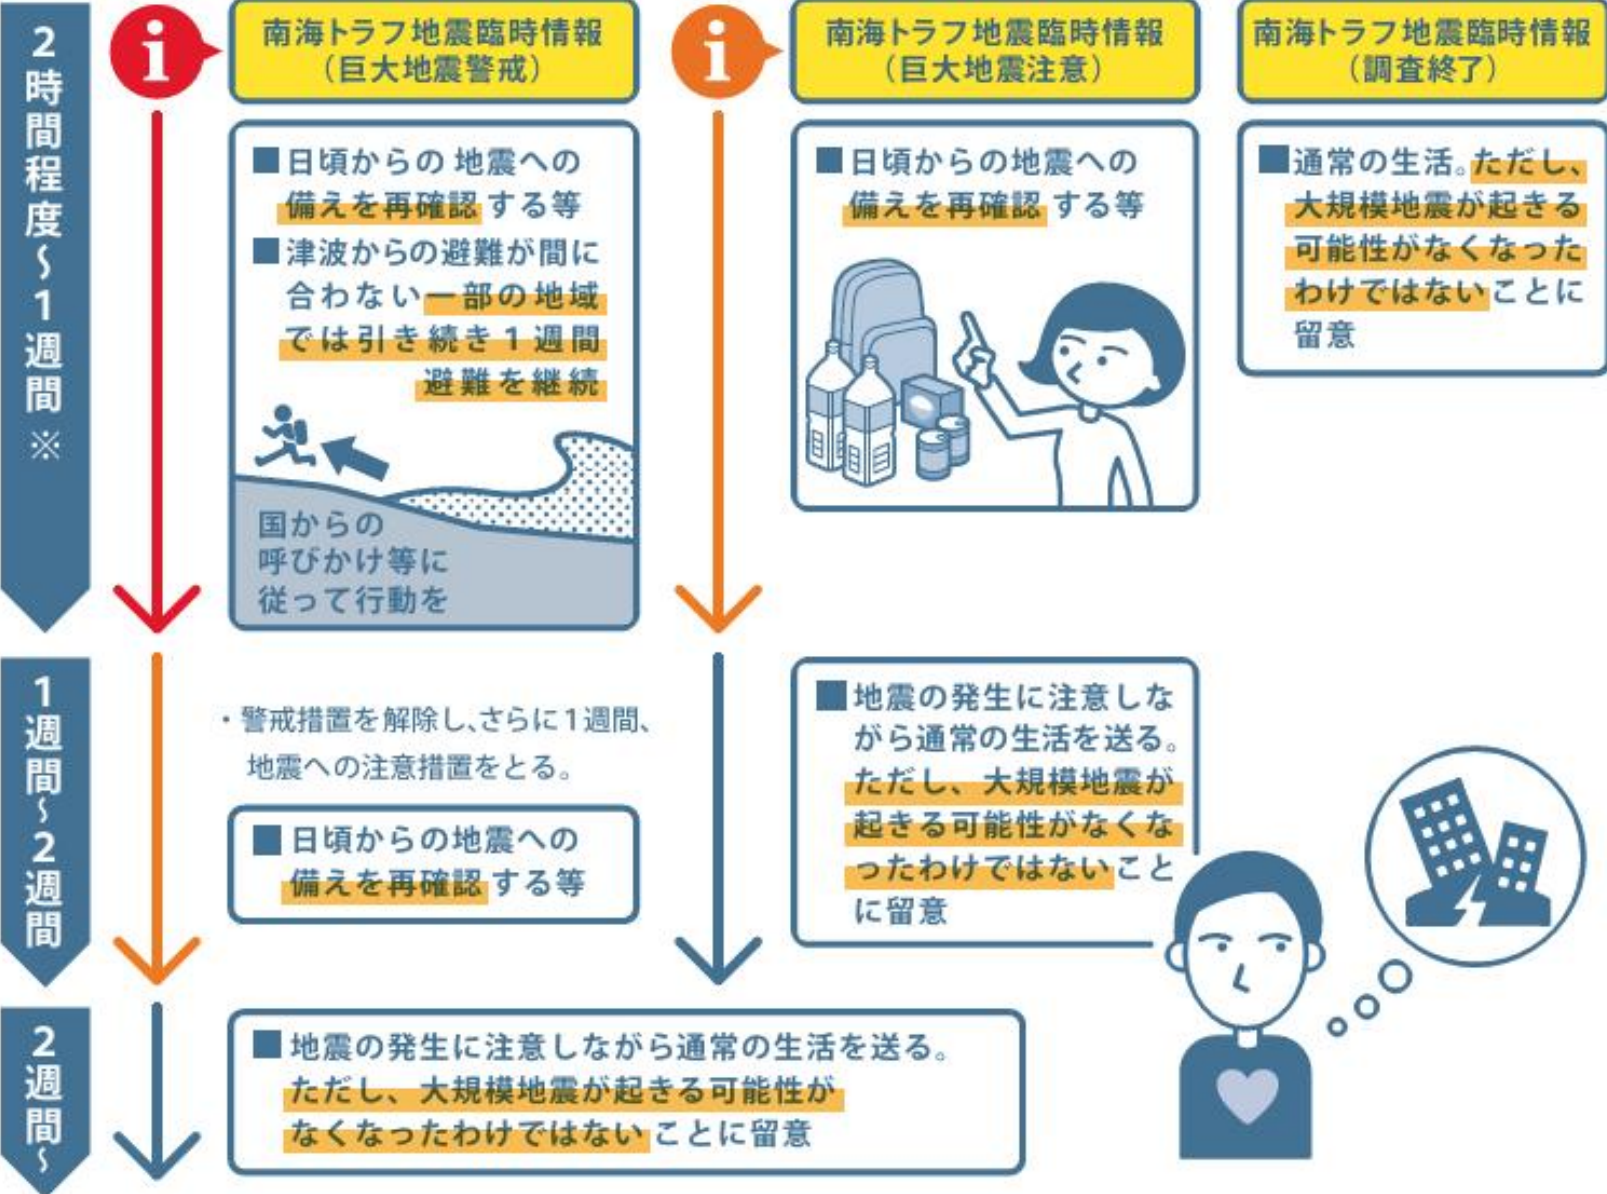 2時間程度～1週間※
i
南海トラフ地震臨時情報
（巨大地震警戒）
■日頃からの 地震への
備えを再確認 する等
■津波からの避難が間に
合わない一部の地域
では引き続き1週間
避難を継続
国からの
呼びかけ等に
従って行動を
i
南海トラフ地震臨時情報
（巨大地震注意）
■日頃からの地震への
備えを再確認 する等
南海トラフ地震臨時情報
（調査終了）
■通常の生活。ただし、
大規模地震が起きる
可能性がなくなった
わけではないことに
留意
1週間～2週間
・警戒措置を解除し、さらに1週間、
地震への注意措置をとる。
■日頃からの地震への
備えを再確認 する等
■地震の発生に注意しな
がら通常の生活を送る。
ただし、大規模地震が
起きる可能性がなくな
ったわけではないこと
に留意
2週間～
■地震の発生に注意しながら通常の生活を送る。
ただし、大規模地震が起きる可能性が
なくなったわけではない ことに留意